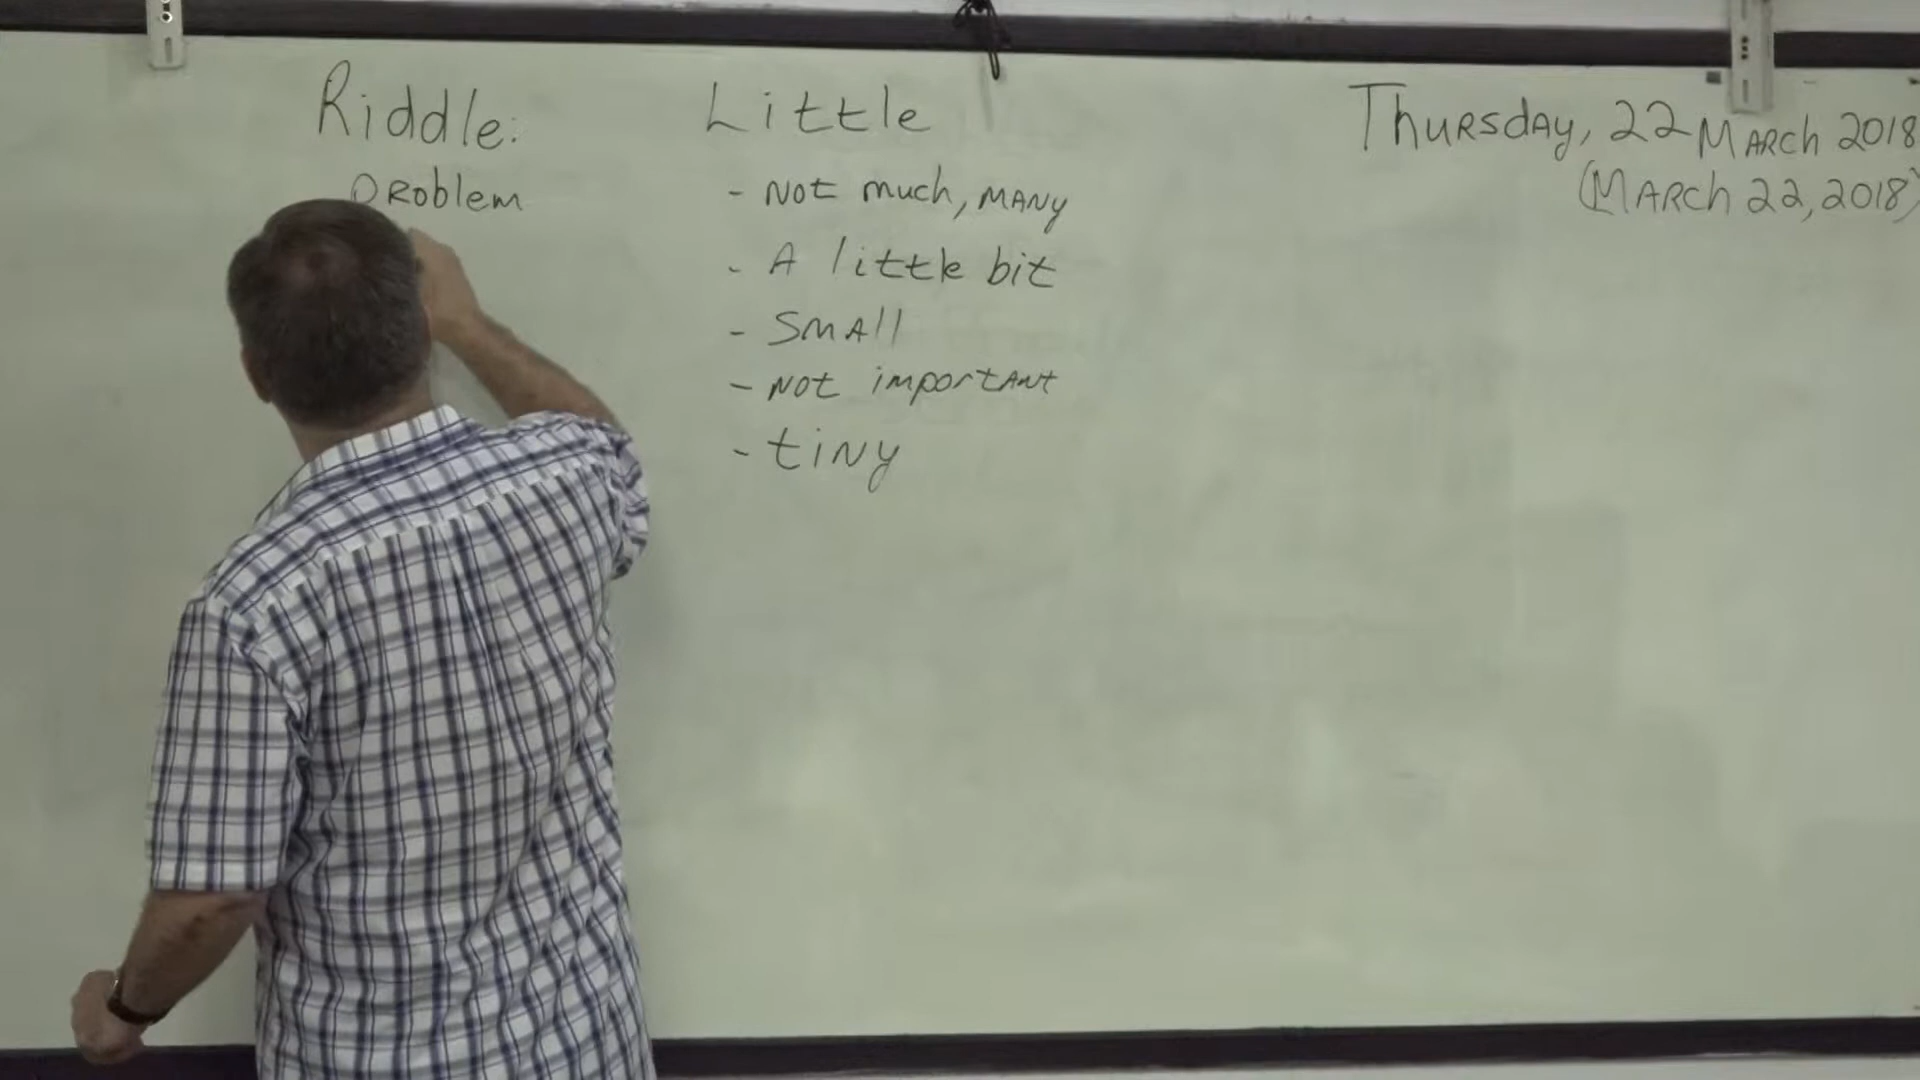 Riddle:
Problem
Little
- Not much, many
- A little bit
- Small
- Not important
- tiny
Thursday, 22 March 2018
(March 22, 2018)